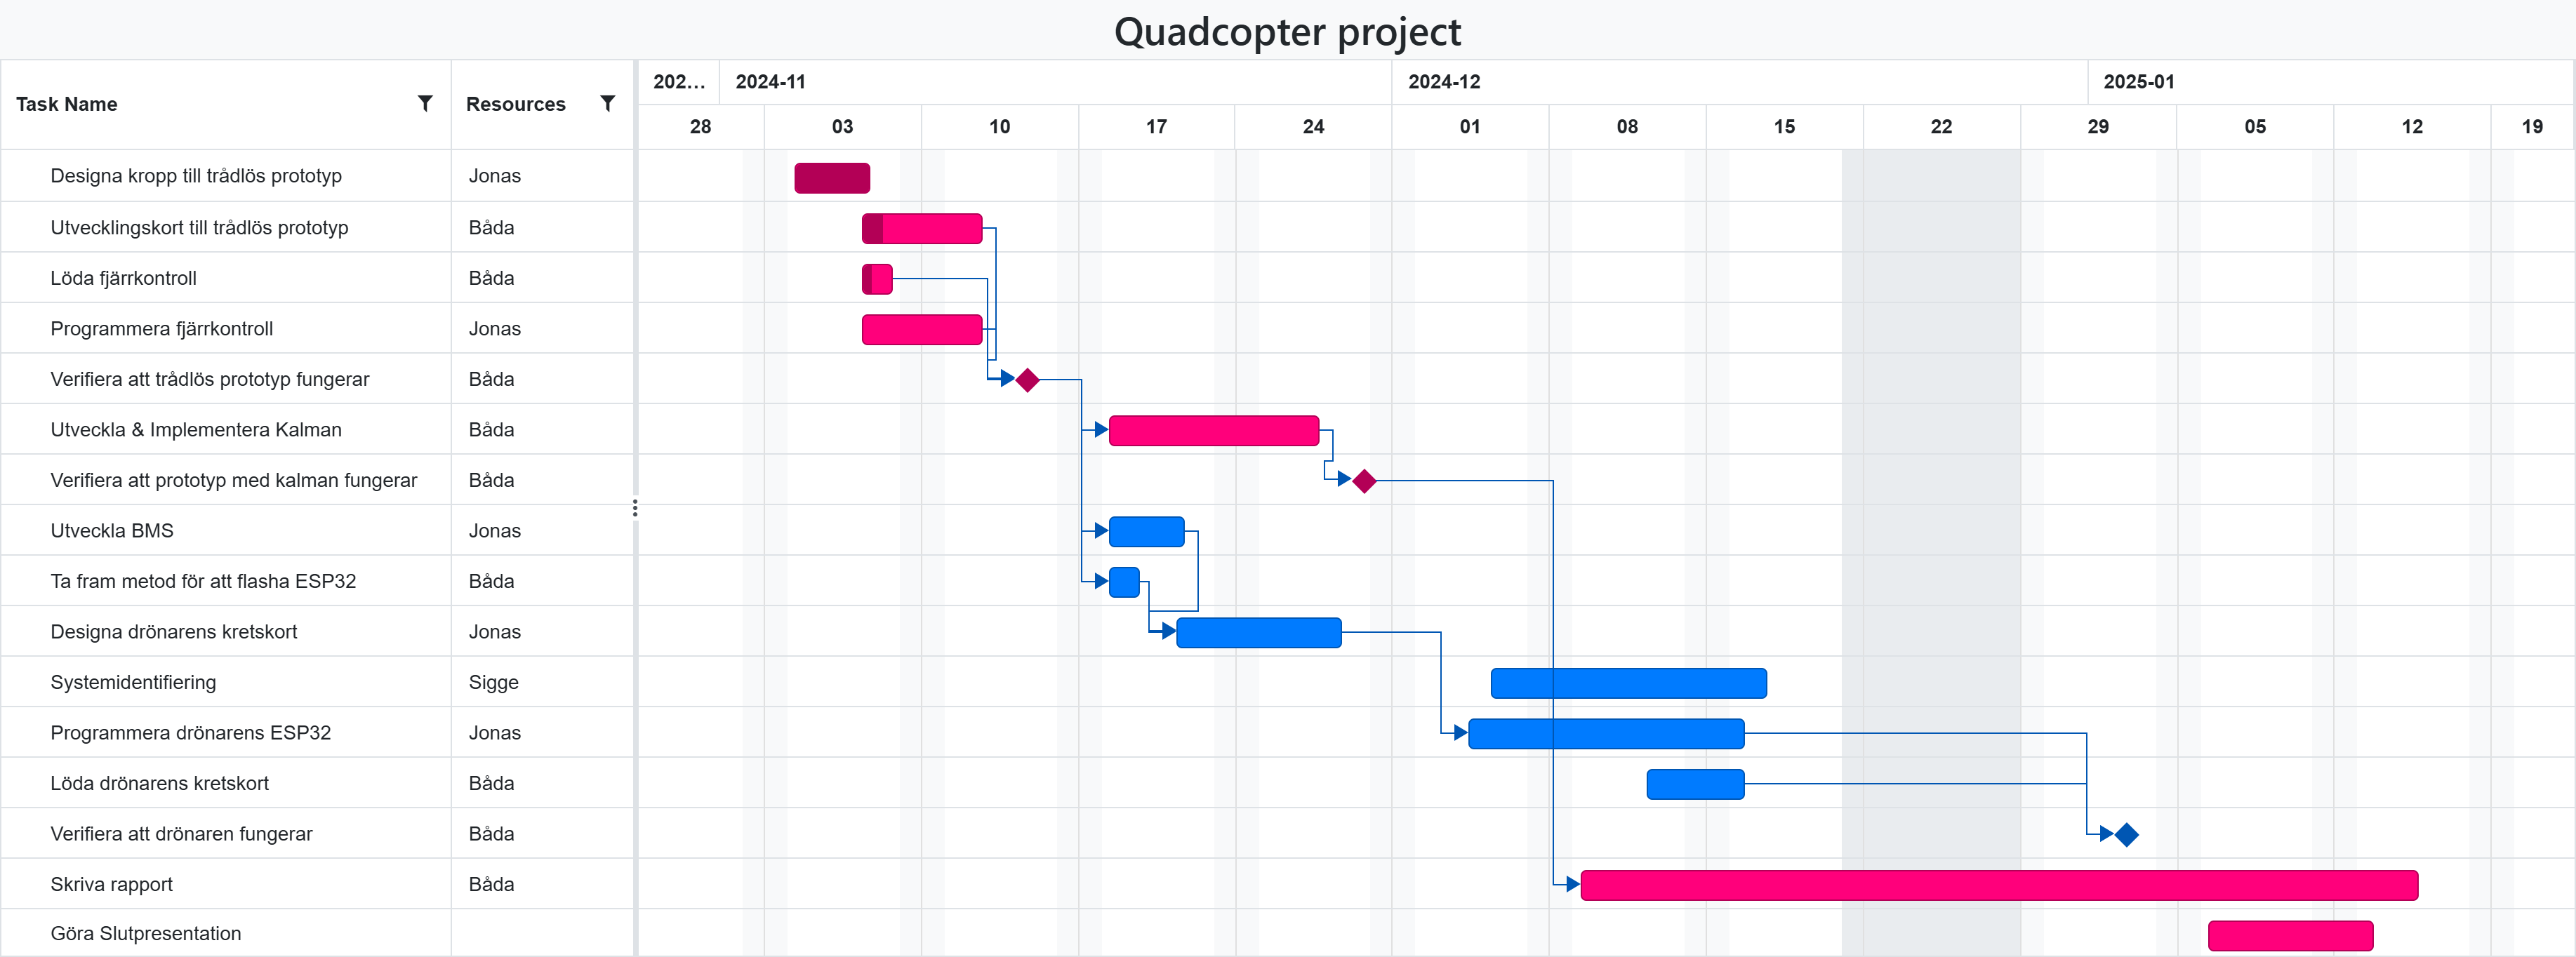 Quadcopter project
Task Name Resources 202... 2024-11 2024-12 2025-01
28 03 10 17 24 01 08 15 22 29 05 12 19
Designa kropp till trådlös prototyp Jonas
Utvecklingskort till trådlös prototyp Båda
Löda fjärrkontroll Båda
Programmera fjärrkontroll Jonas
Verifiera att trådlös prototyp fungerar Båda
Utveckla & Implementera Kalman Båda
Verifiera att prototyp med kalman fungerar Båda
Utveckla BMS Jonas
Ta fram metod för att flasha ESP32 Båda
Designa drönarens kretskort Jonas
Systemidentifiering Sigge
Programmera drönarens ESP32 Jonas
Löda drönarens kretskort Båda
Verifiera att drönaren fungerar Båda
Skriva rapport Båda
Göra Slutpresentation